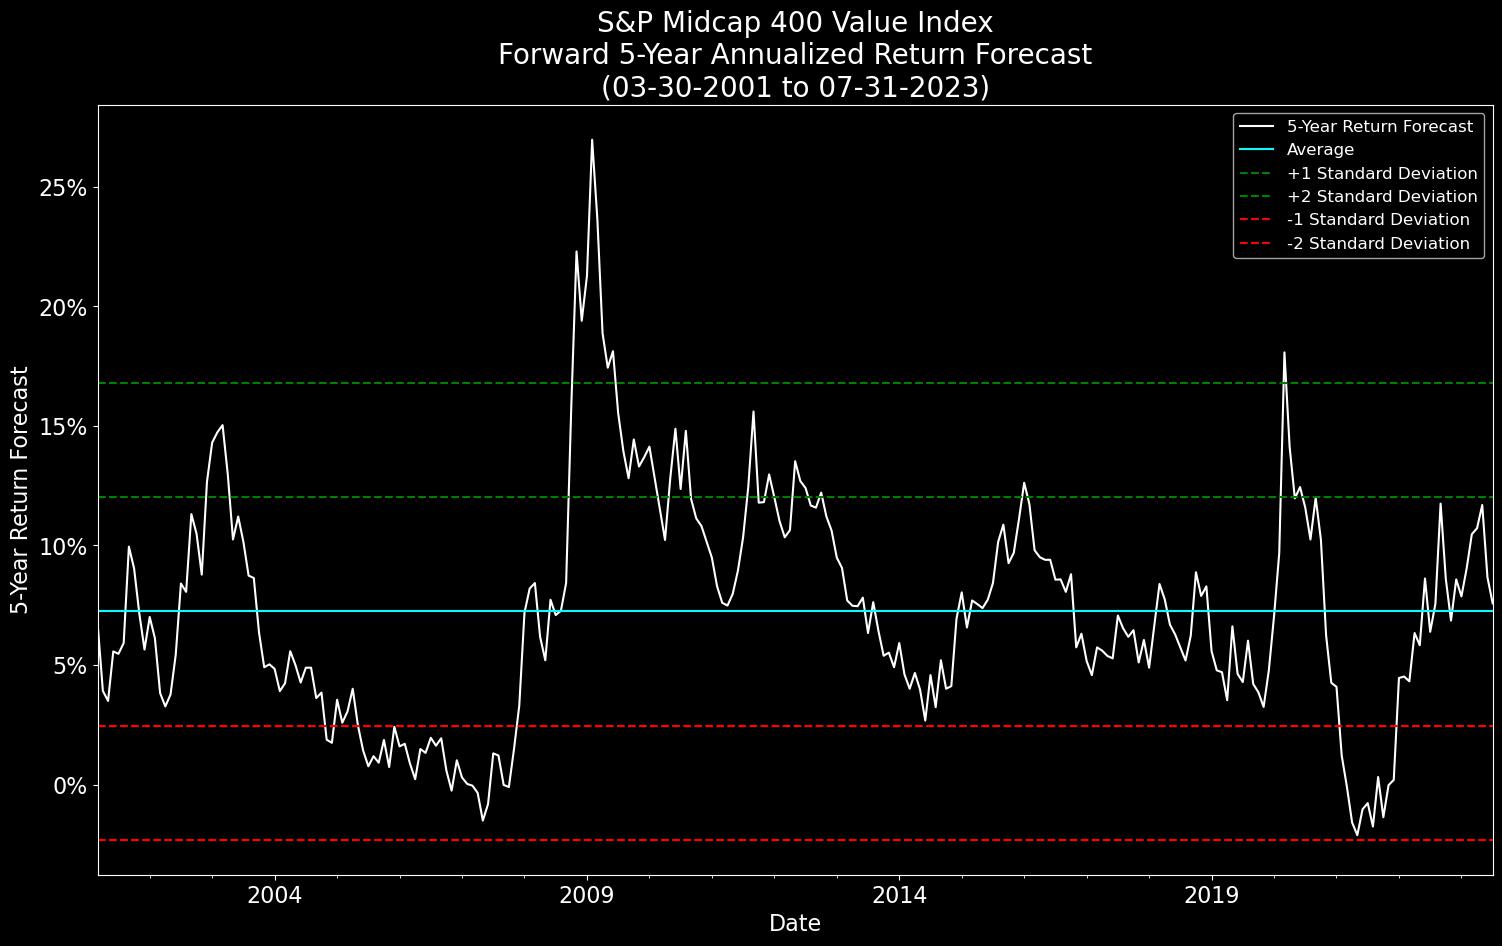 S&P Midcap 400 Value Index
Forward 5-Year Annualized Return Forecast
(03-30-2001 to 07-31-2023)
5-Year Return Forecast
Average
+1 Standard Deviation
+2 Standard Deviation
-1 Standard Deviation
-2 Standard Deviation
5-Year Return Forecast
25%
20%
15%
10%
5%
0%
2004
2009
2014
2019
Date